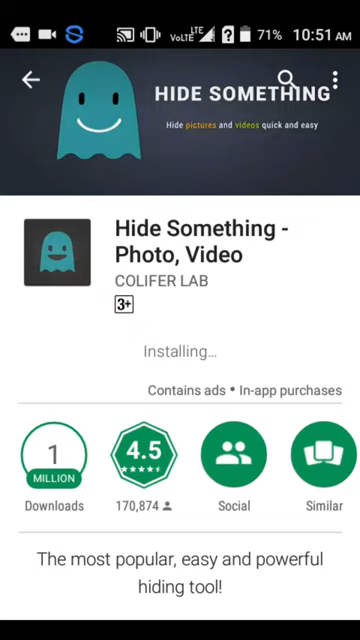 VoLTE LTE 71% 10:51 AM
HIDE SOMETHING
Hide pictures and videos quick and easy
Hide Something -
Photo, Video
COLIFER LAB
3+
Installing...
Contains ads • In-app purchases
1
MILLION
Downloads
4.5
170,874
Social
Similar
The most popular, easy and powerful
hiding tool!